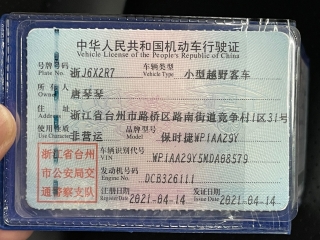 中华人民共和国机动车行驶证
Vehicle License of the People's Republic of China
号牌号码 Plate No. 浙J6X2R7 车辆类型 Vehicle Type 小型越野客车
所有人 Owner 唐琴琴
住址 Address 浙江省台州市路桥区路南街道竞争村1区31号
使用性质 Use Character 非营运 品牌型号 Model 保时捷WP1AA29Y
浙江省台州市公安局交通警察支队
车辆识别代号 VIN WP1AA29Y5MDA08579
发动机号码 Engine No. DCB326111
注册日期 Register Date 2021-04-14 发证日期 Issue Date 2021-04-14